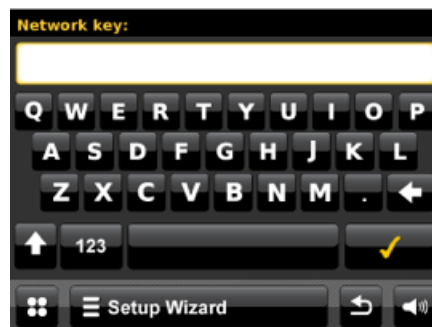 Network key:
Q W E R T Y U I O P
A S D F G H J K L
Z X C V B N M .
123
Setup Wizard